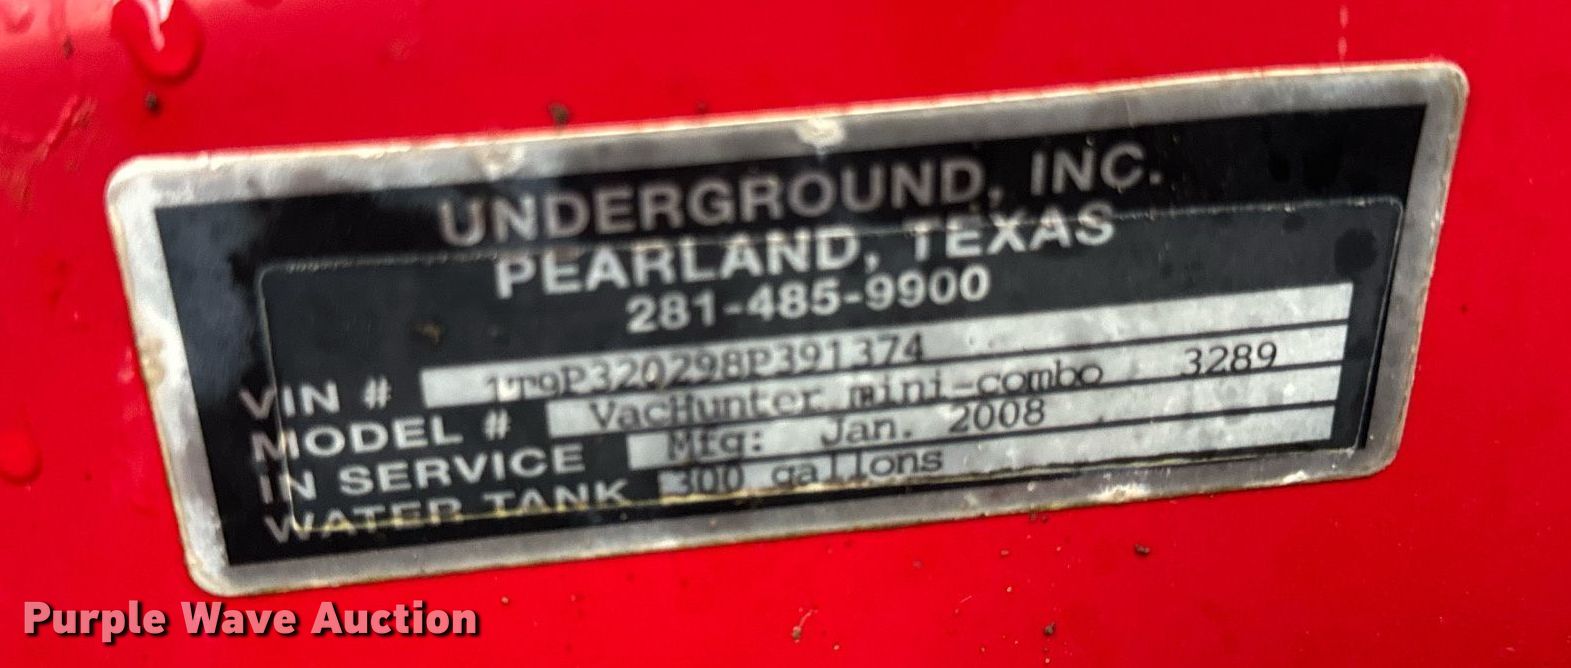 UNDERGROUND, INC.
PEARLAND, TEXAS
281-485-9900
VIN # 1T9P320298P391374
MODEL # VacHunter mini-combo 3289
IN SERVICE Mfg: Jan. 2008
WATER TANK 300 gallons
Purple Wave Auction